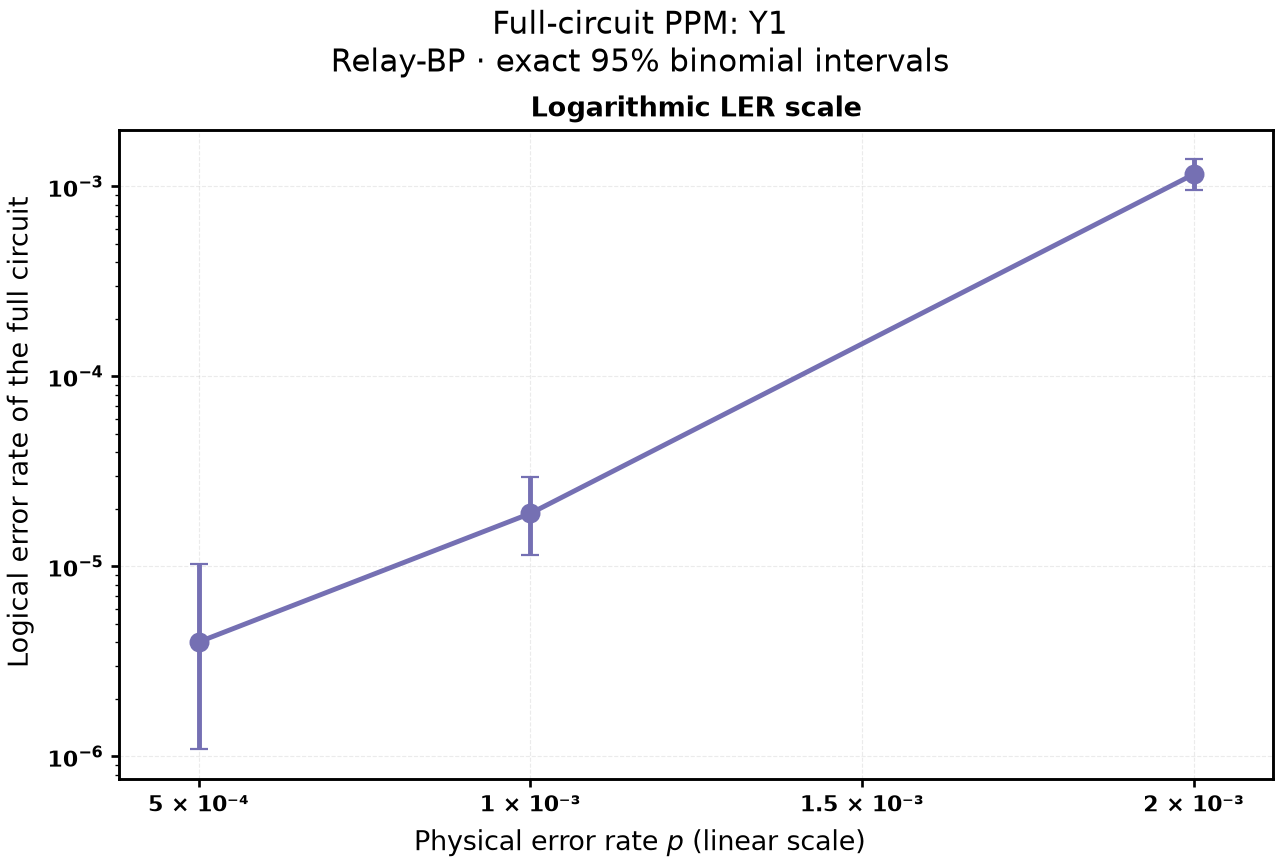 Full-circuit PPM: Y1
Relay-BP · exact 95% binomial intervals
Logarithmic LER scale
Logical error rate of the full circuit
10⁻³
10⁻⁴
10⁻⁵
10⁻⁶
5 × 10⁻⁴
1 × 10⁻³
1.5 × 10⁻³
2 × 10⁻³
Physical error rate p (linear scale)